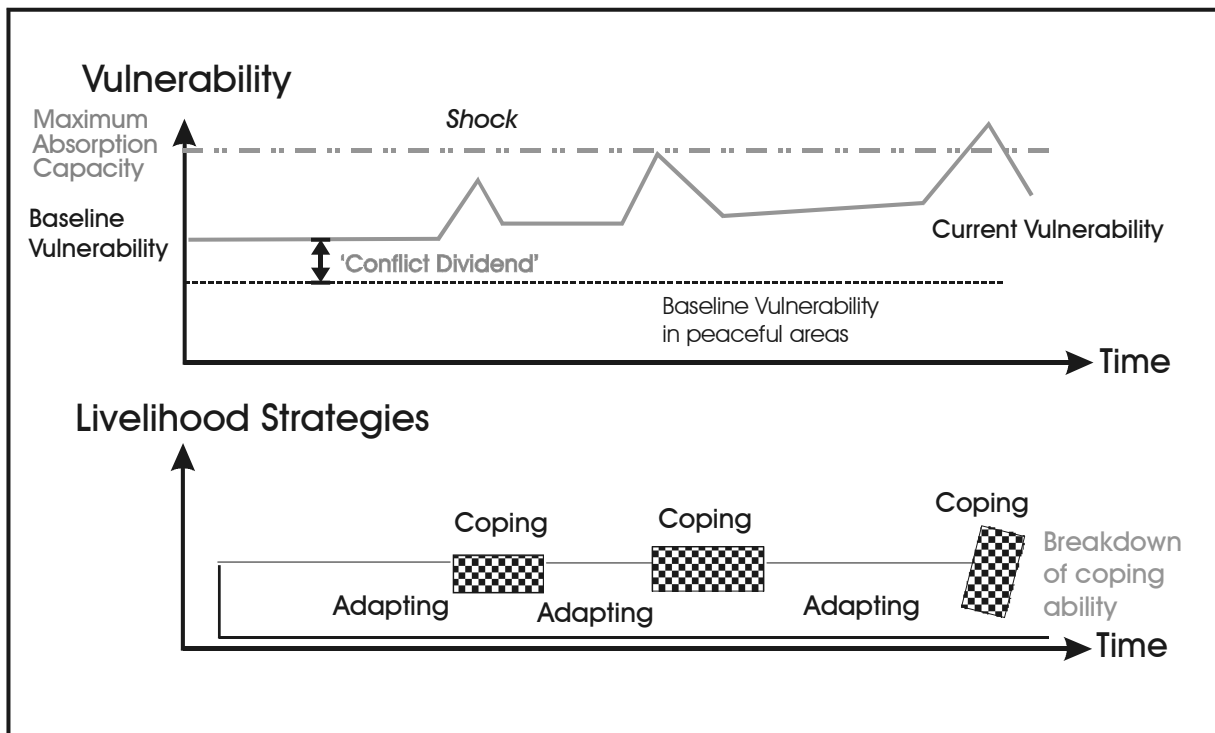 Vulnerability
Maximum
Absorption
Capacity
Shock
Baseline
Vulnerability
Current Vulnerability
'Conflict Dividend'
Baseline Vulnerability
in peaceful areas
Time
Livelihood Strategies
Coping
Coping
Coping
Breakdown
of coping
ability
Adapting
Adapting
Adapting
Time